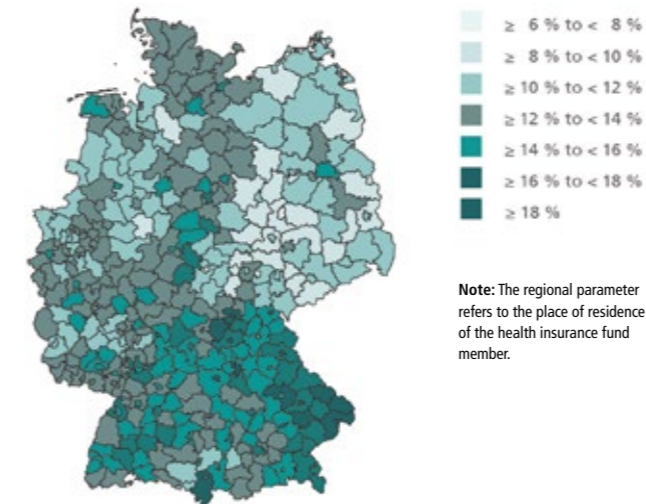 ≥ 6 % to < 8 %
≥ 8 % to < 10 %
≥ 10 % to < 12 %
≥ 12 % to < 14 %
≥ 14 % to < 16 %
≥ 16 % to < 18 %
≥ 18 %
Note: The regional parameter
refers to the place of residence
of the health insurance fund
member.